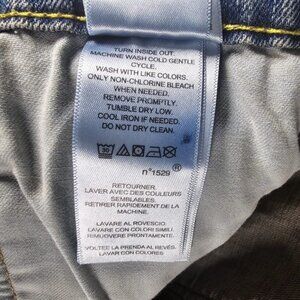 TURN INSIDE OUT.
MACHINE WASH COLD GENTLE
CYCLE.
WASH WITH LIKE COLORS.
ONLY NON-CHLORINE BLEACH
WHEN NEEDED.
REMOVE PROMPTLY.
TUMBLE DRY LOW.
COOL IRON IF NEEDED.
DO NOT DRY CLEAN.
30
n°1529 ®
RETOURNER.
LAVER AVEC DES COULEURS
SEMBLABLES.
RETIRER RAPIDEMENT DE LA
MACHINE.
LAVARE AL ROVESCIO.
LAVARE CON COLORI SIMILI.
RIMUOVERE PRONTAMENTE.
VOLTEE LA PRENDA AL REVÉS.
LAVAR CON COLORES